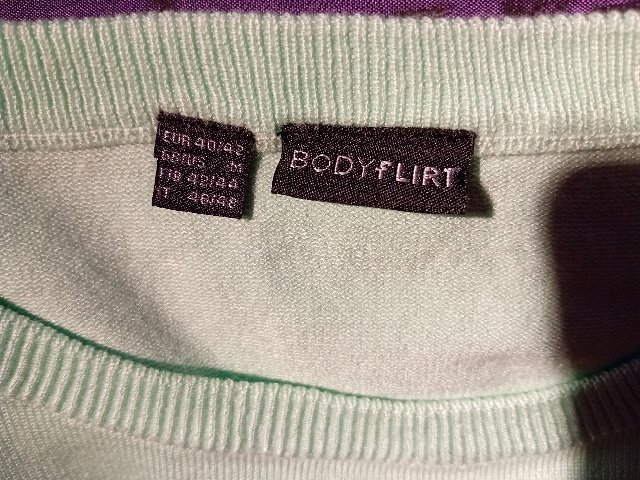 EUR 40/42
GB/US M
FR 42/44
IT 46/48
BODYFLIRT